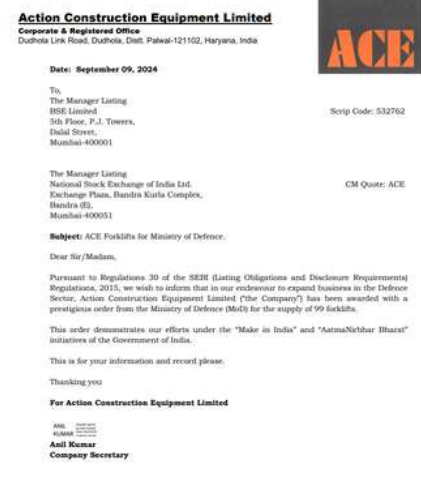 Action Construction Equipment Limited
Corporate & Registered Office
Dudhola Link Road, Dudhola, Distt. Palwal-121102, Haryana, India
ACE
Date: September 09, 2024
To,
The Manager Listing
BSE Limited
Scrip Code: 532762
5th Floor, P.J. Towers,
Dalal Street,
Mumbai-400001
The Manager Listing
National Stock Exchange of India Ltd.
CM Quote: ACE
Exchange Plaza, Bandra Kurla Complex,
Bandra (E),
Mumbai-400051
Subject: ACE Forklifts for Ministry of Defence.
Dear Sir/Madam,
Pursuant to Regulations 30 of the SEBI (Listing Obligations and Disclosure Requirements)
Regulations, 2015, we wish to inform that in our endeavour to expand business in the Defence
Sector, Action Construction Equipment Limited ("the Company") has been awarded with a
prestigious order from the Ministry of Defence (MoD) for the supply of 99 forklifts.
This order demonstrates our efforts under the "Make in India" and "AatmaNirbhar Bharat"
initiatives of the Government of India.
This is for your information and record please.
Thanking you
For Action Construction Equipment Limited
ANIL
KUMAR
Anil Kumar
Company Secretary